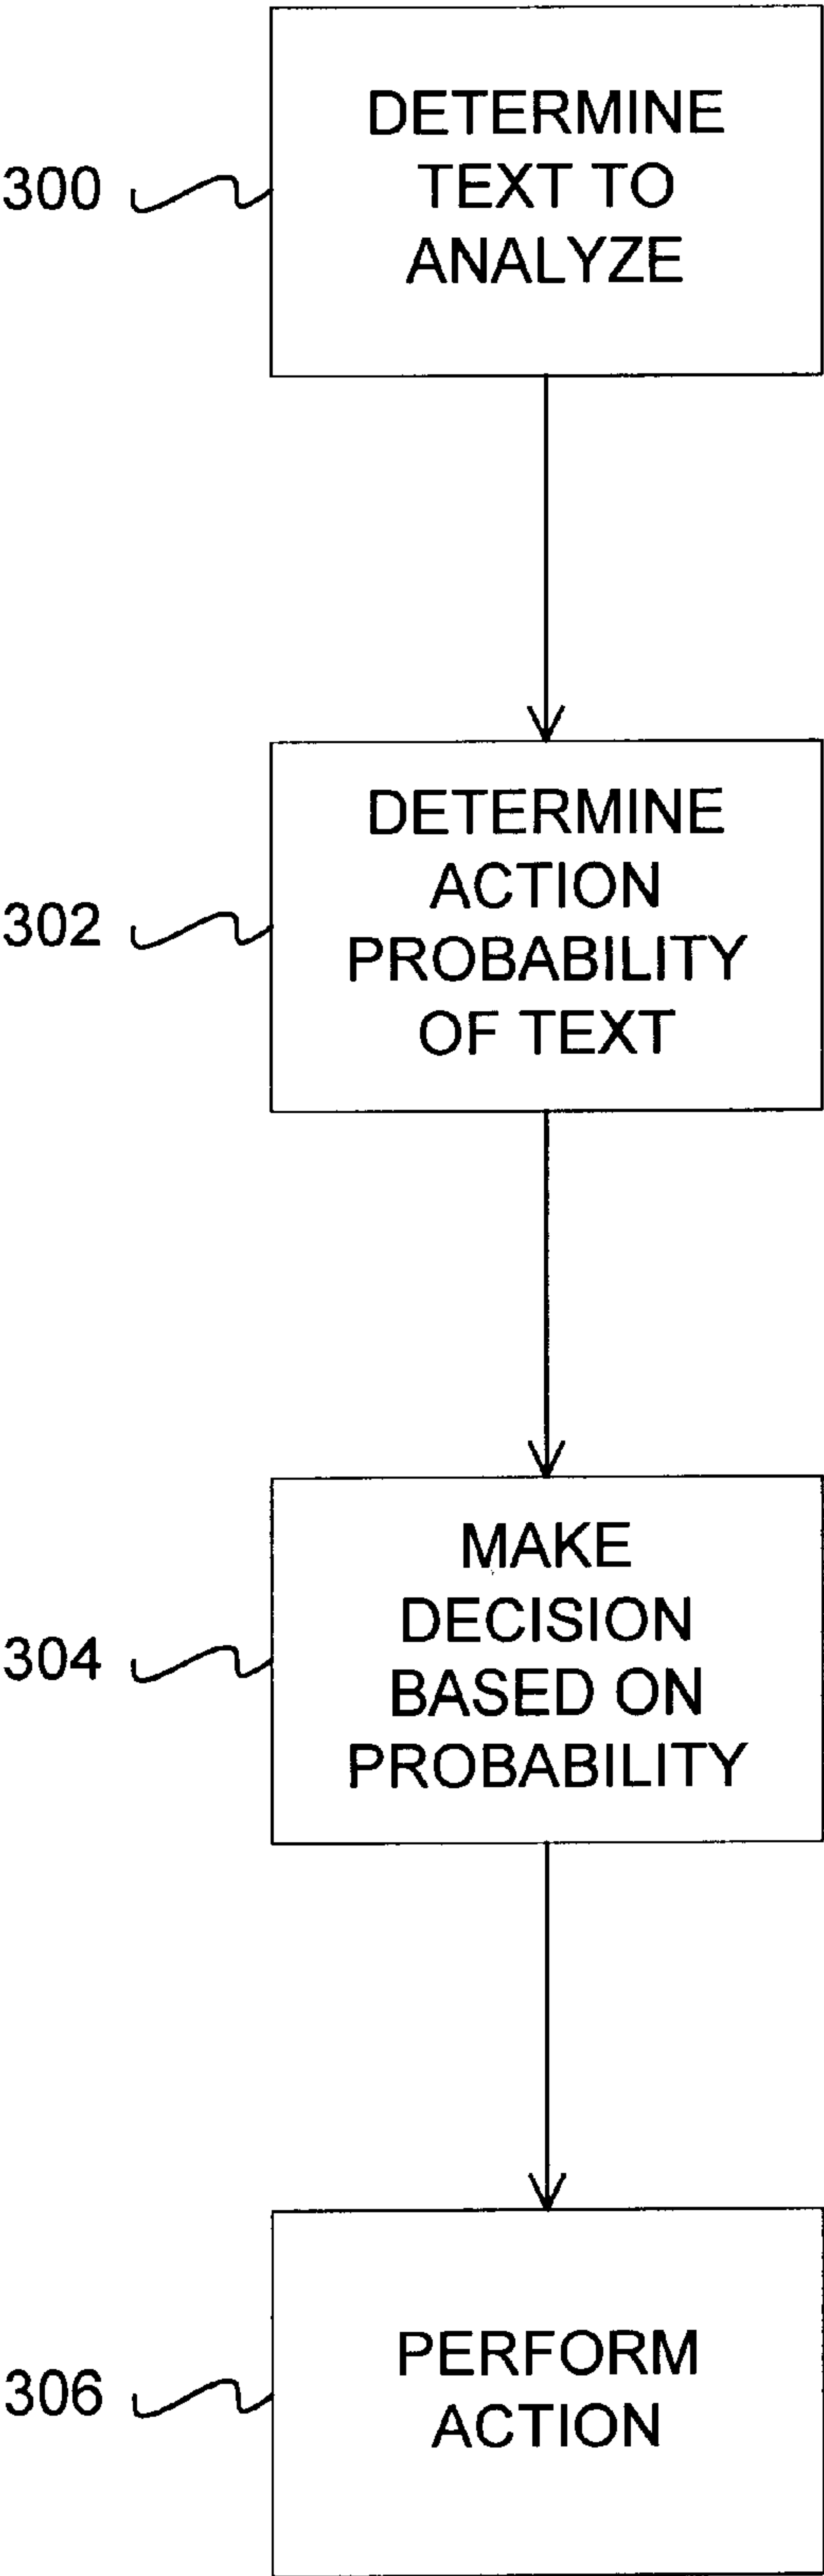 DETERMINE
TEXT TO
ANALYZE
300
DETERMINE
ACTION
PROBABILITY
OF TEXT
302
MAKE
DECISION
BASED ON
PROBABILITY
304
PERFORM
ACTION
306